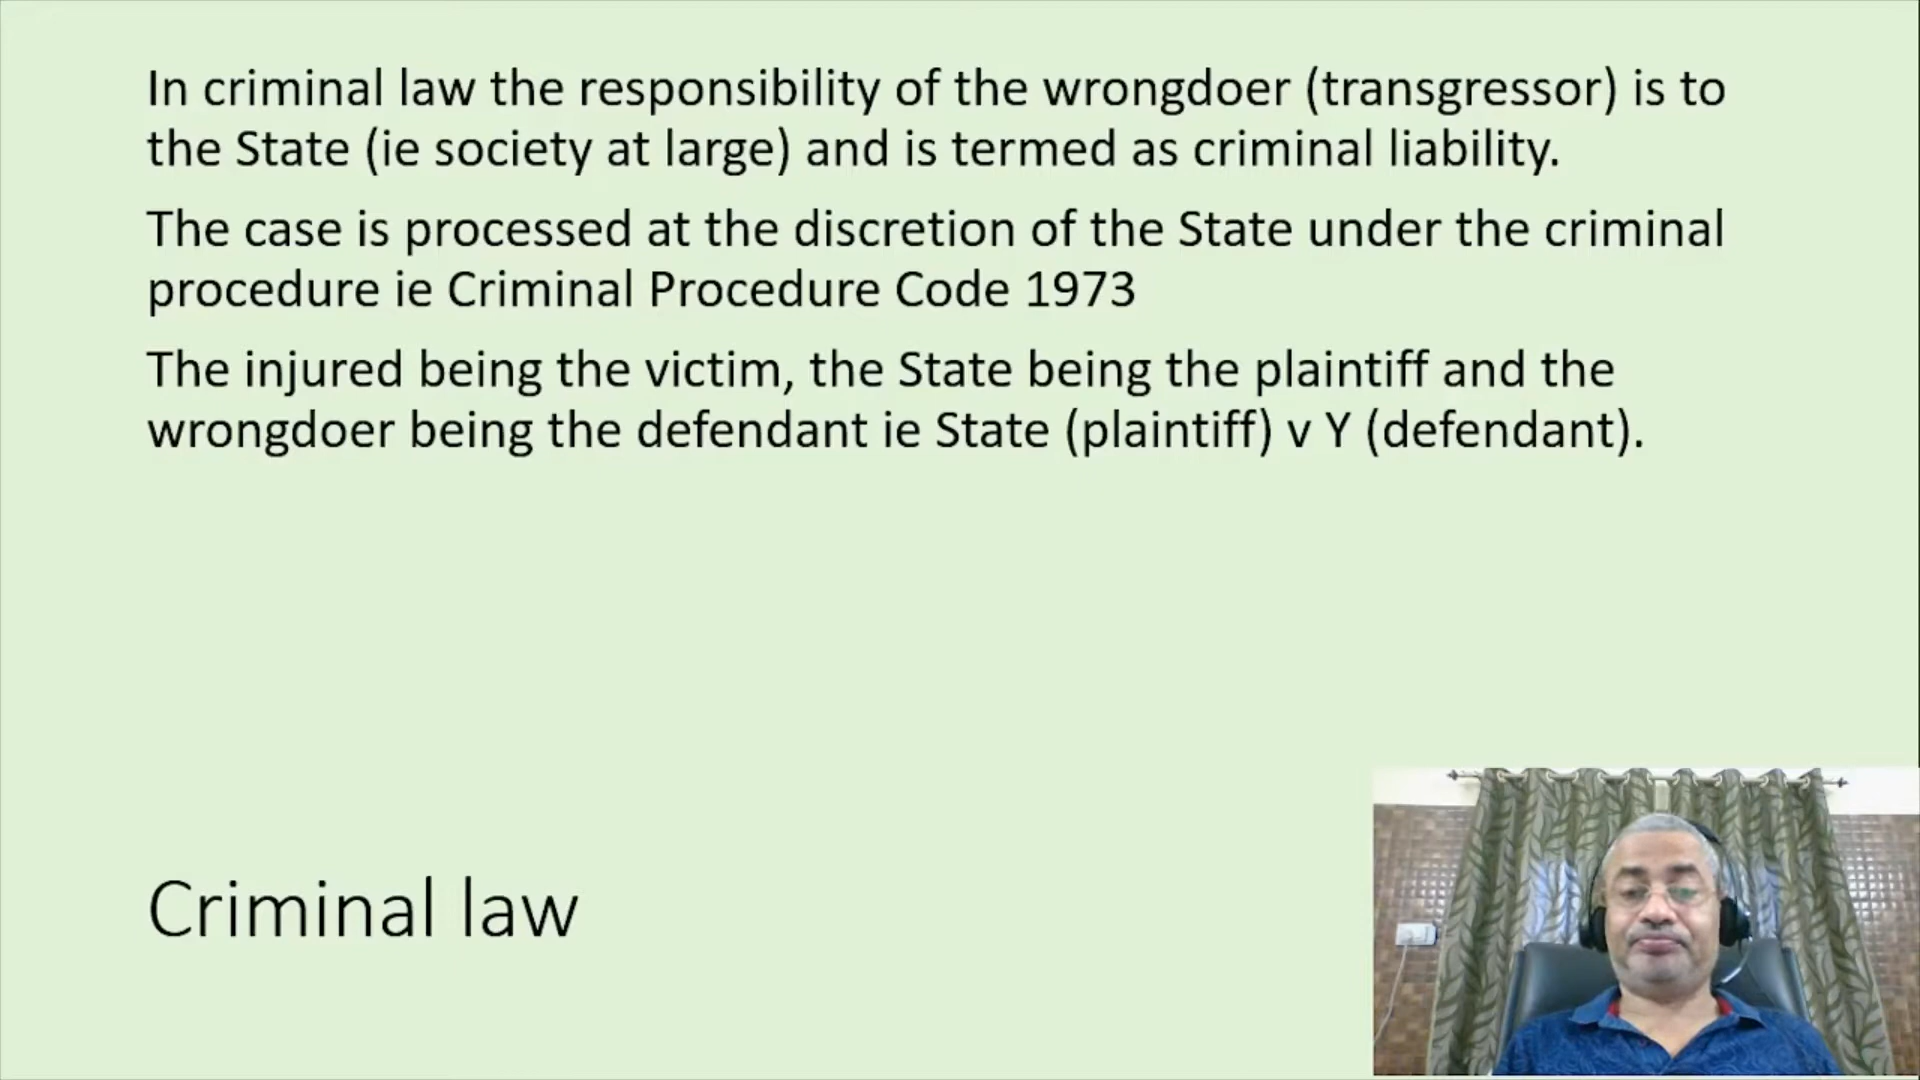 In criminal law the responsibility of the wrongdoer (transgressor) is to
the State (ie society at large) and is termed as criminal liability.
The case is processed at the discretion of the State under the criminal
procedure ie Criminal Procedure Code 1973
The injured being the victim, the State being the plaintiff and the
wrongdoer being the defendant ie State (plaintiff) v Y (defendant).
Criminal law